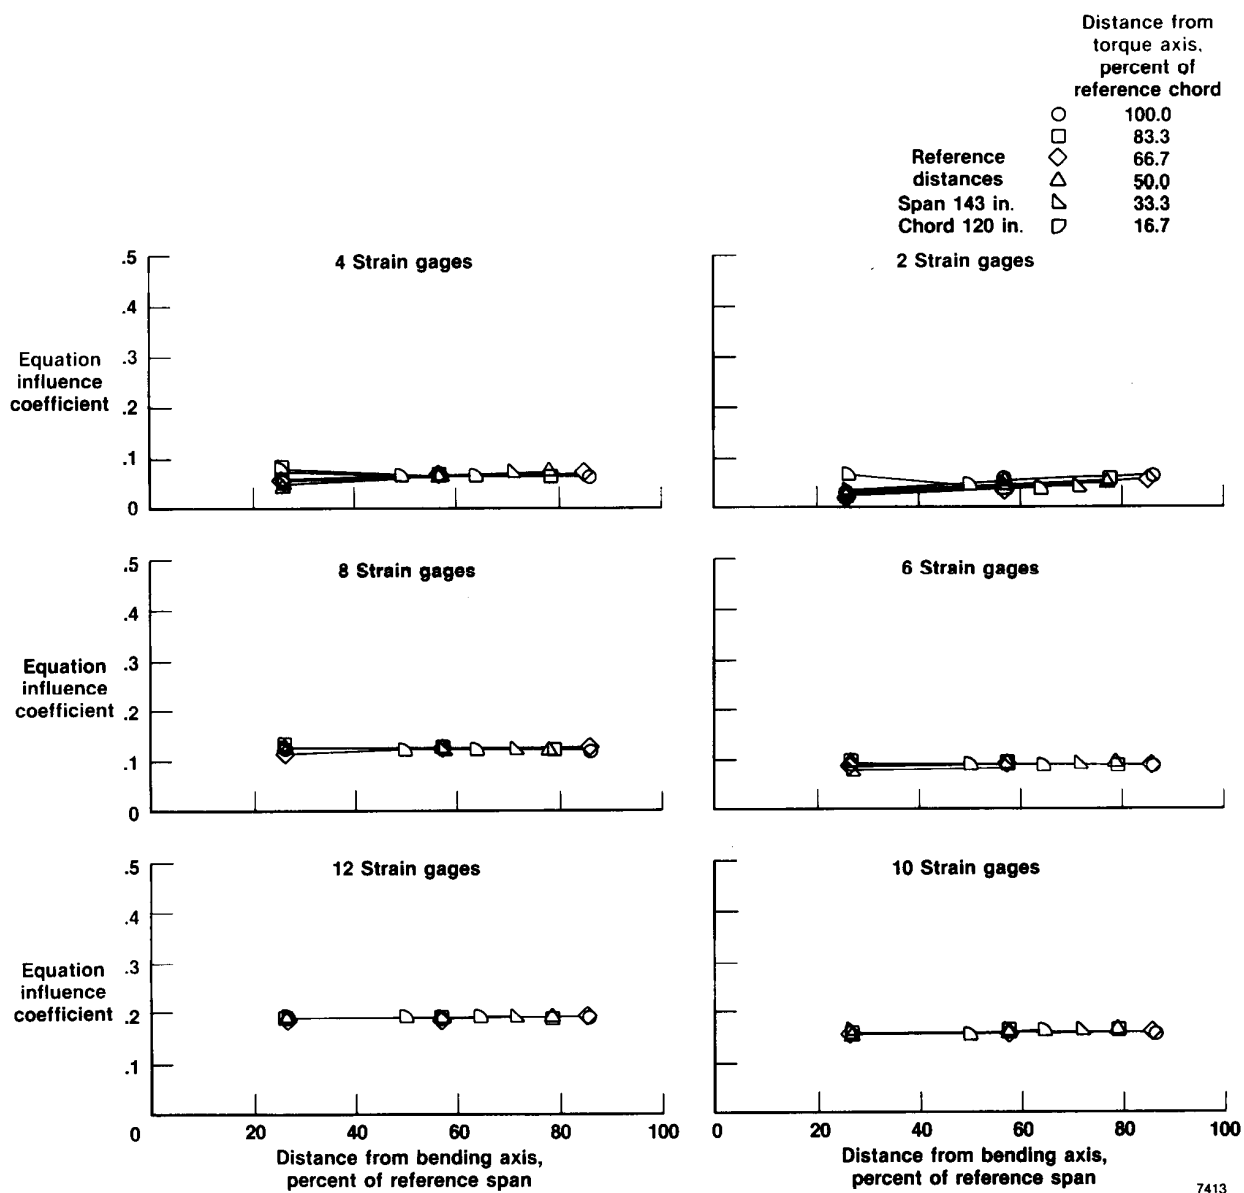 Distance from
torque axis,
percent of
reference chord
100.0
83.3
Reference 66.7
distances 50.0
Span 143 in. 33.3
Chord 120 in. 16.7
4 Strain gages
.5
.4
Equation
influence
coefficient
.3
.2
.1
0
2 Strain gages
8 Strain gages
.5
.4
Equation
influence
coefficient
.3
.2
.1
0
6 Strain gages
12 Strain gages
.5
.4
Equation
influence
coefficient
.3
.2
.1
0 20 40 60 80 100
Distance from bending axis,
percent of reference span
10 Strain gages
0 20 40 60 80 100
Distance from bending axis,
percent of reference span
7413